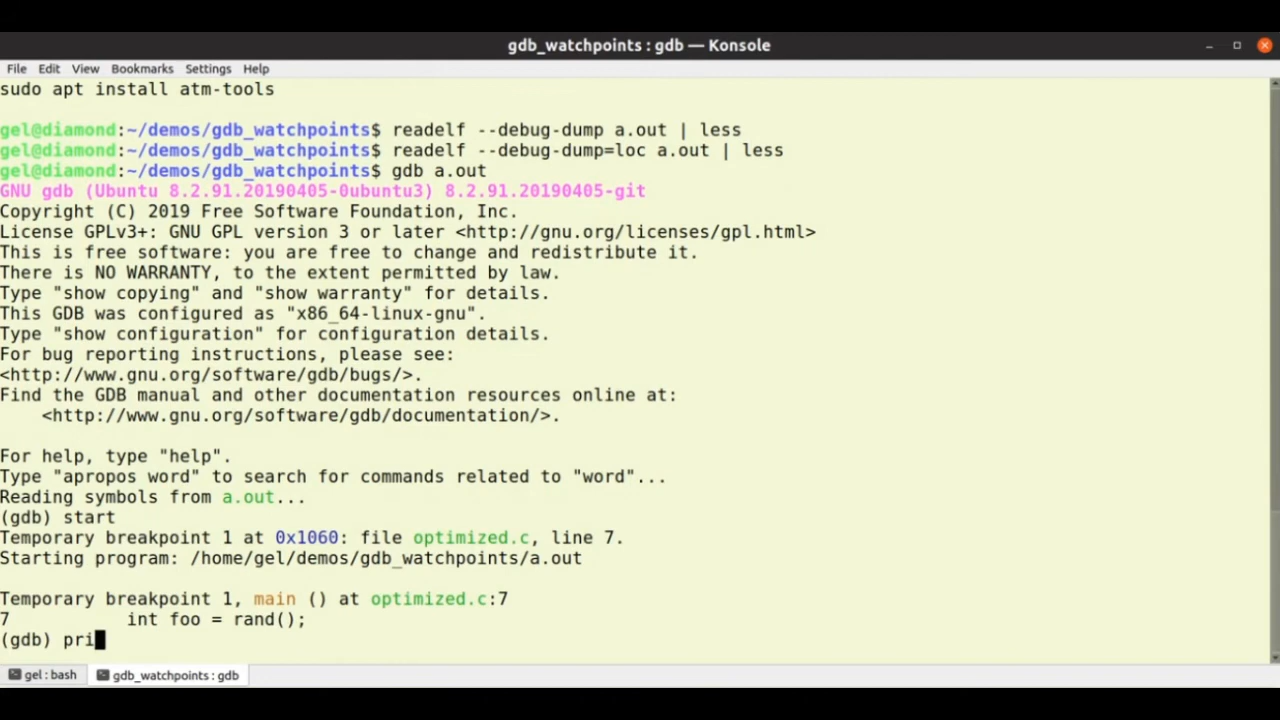 gdb_watchpoints : gdb — Konsole
File Edit View Bookmarks Settings Help
sudo apt install atm-tools
gel@diamond:~/demos/gdb_watchpoints$ readelf --debug-dump a.out | less
gel@diamond:~/demos/gdb_watchpoints$ readelf --debug-dump=loc a.out | less
gel@diamond:~/demos/gdb_watchpoints$ gdb a.out
GNU gdb (Ubuntu 8.2.91.20190405-0ubuntu3) 8.2.91.20190405-git
Copyright (C) 2019 Free Software Foundation, Inc.
License GPLv3+: GNU GPL version 3 or later <http://gnu.org/licenses/gpl.html>
This is free software: you are free to change and redistribute it.
There is NO WARRANTY, to the extent permitted by law.
Type "show copying" and "show warranty" for details.
This GDB was configured as "x86_64-linux-gnu".
Type "show configuration" for configuration details.
For bug reporting instructions, please see:
<http://www.gnu.org/software/gdb/bugs/>.
Find the GDB manual and other documentation resources online at:
    <http://www.gnu.org/software/gdb/documentation/>.
For help, type "help".
Type "apropos word" to search for commands related to "word"...
Reading symbols from a.out...
(gdb) start
Temporary breakpoint 1 at 0x1060: file optimized.c, line 7.
Starting program: /home/gel/demos/gdb_watchpoints/a.out
Temporary breakpoint 1, main () at optimized.c:7
7           int foo = rand();
(gdb) pri
gel : bash gdb_watchpoints : gdb